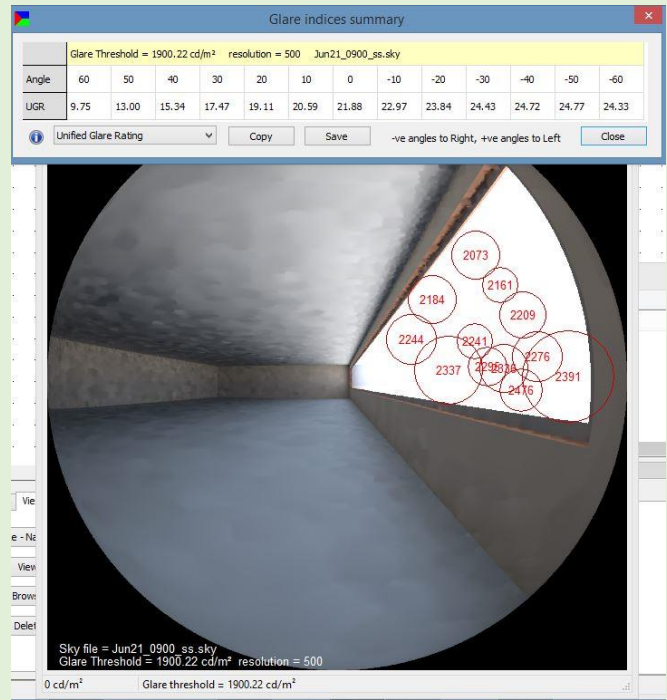 Glare indices summary
Glare Threshold = 1900.22 cd/m² resolution = 500 Jun21_0900_ss.sky
Angle 60 50 40 30 20 10 0 -10 -20 -30 -40 -50 -60
UGR 9.75 13.00 15.34 17.47 19.11 20.59 21.88 22.97 23.84 24.43 24.72 24.77 24.33
Unified Glare Rating Copy Save -ve angles to Right, +ve angles to Left Close
2073
2161
2184
2209
2244
2241
2276
2337
2391
2476
Vie
e - Na
View
Brows
Delet
Sky file = Jun21_0900_ss.sky
Glare Threshold = 1900.22 cd/m² resolution = 500
0 cd/m² Glare threshold = 1900.22 cd/m²